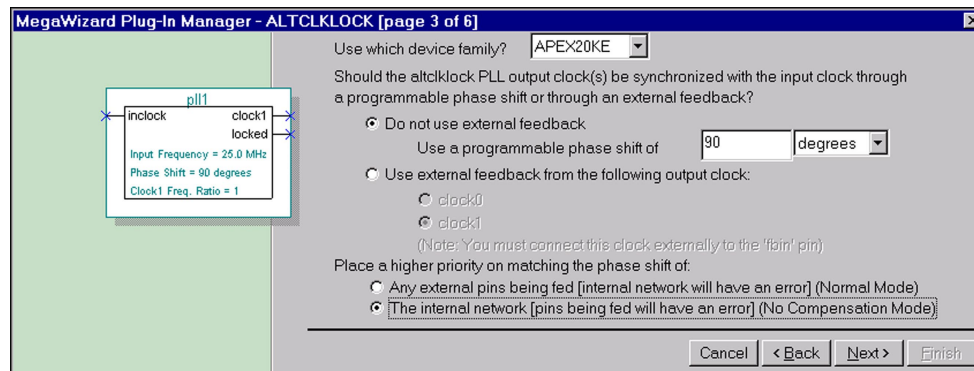 MegaWizard Plug-In Manager - ALTCLKLOCK [page 3 of 6]
pll1
inclock
clock1
locked
Input Frequency = 25.0 MHz
Phase Shift = 90 degrees
Clock1 Freq. Ratio = 1
Use which device family? APEX20KE
Should the altclklock PLL output clock(s) be synchronized with the input clock through
a programmable phase shift or through an external feedback?
Do not use external feedback
Use a programmable phase shift of 90 degrees
Use external feedback from the following output clock:
clock0
clock1
(Note: You must connect this clock externally to the 'fbin' pin)
Place a higher priority on matching the phase shift of:
Any external pins being fed [internal network will have an error] (Normal Mode)
The internal network [pins being fed will have an error] (No Compensation Mode)
Cancel < Back Next > Finish